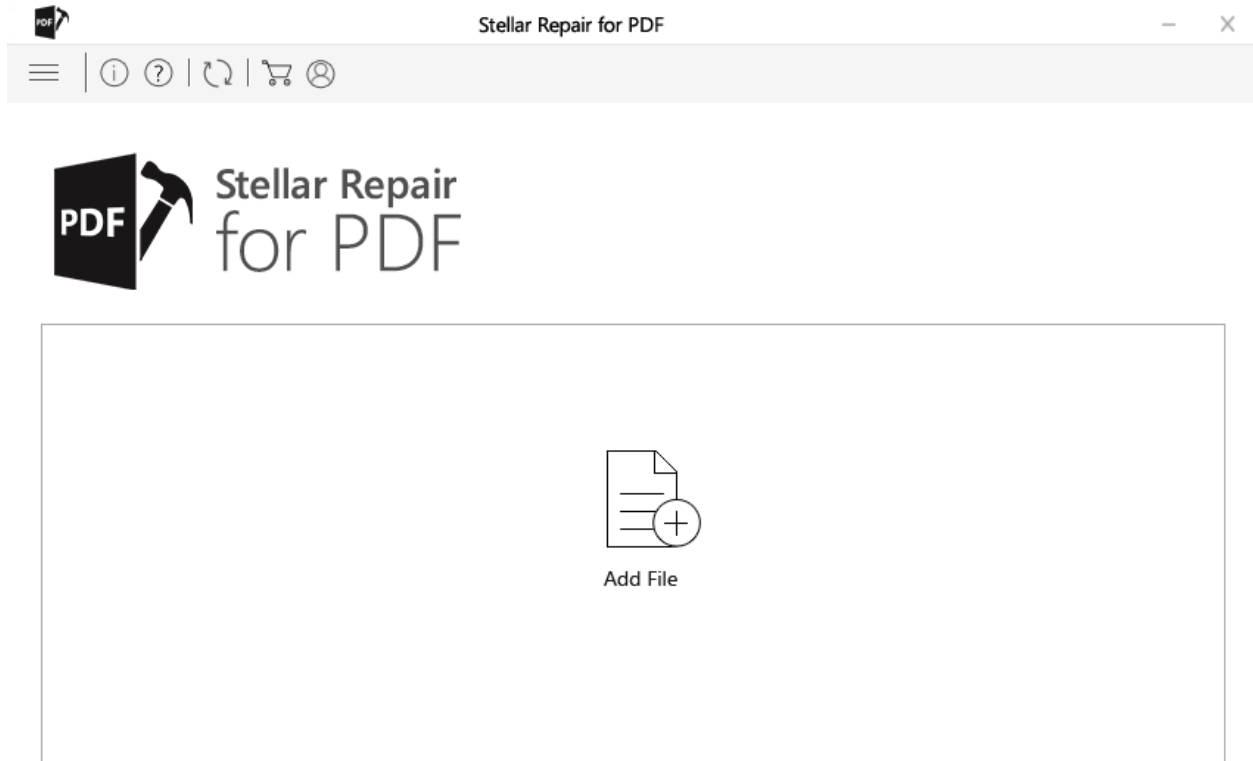 PDF
Stellar Repair for PDF
PDF
Stellar Repair
for PDF
Add File